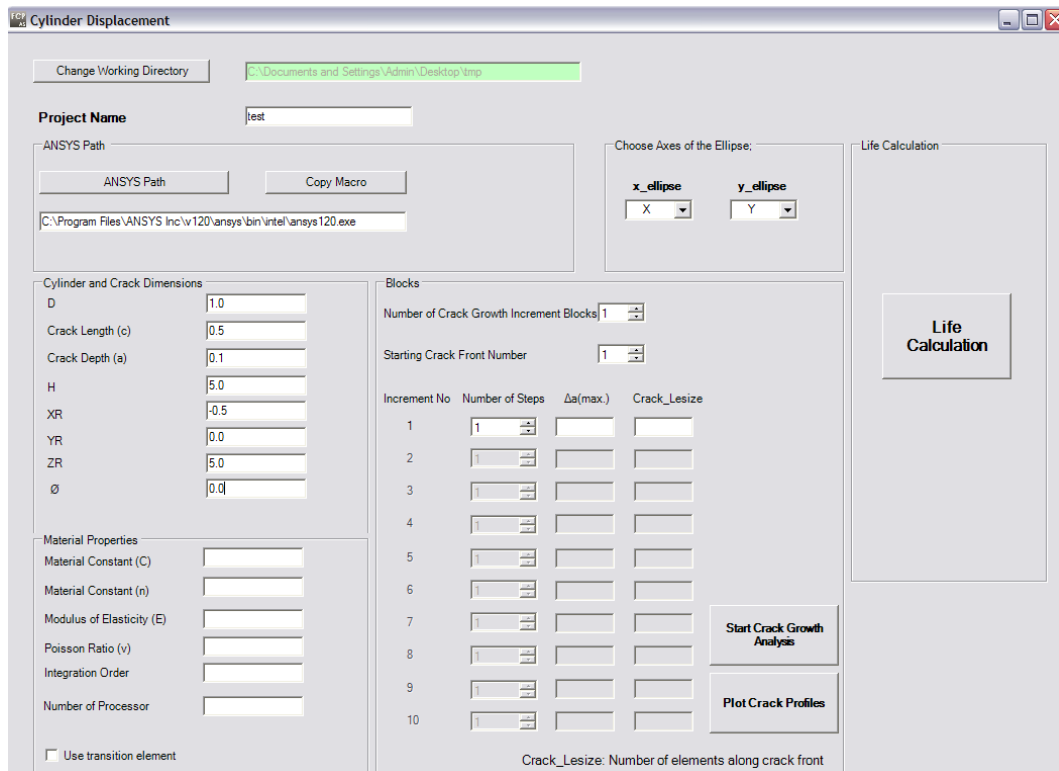 FCP AS Cylinder Displacement
Change Working Directory C:\Documents and Settings\Admin\Desktop\tmp
Project Name test
ANSYS Path
ANSYS Path Copy Macro
C:\Program Files\ANSYS Inc\v120\ansys\bin\intel\ansys120.exe
Choose Axes of the Ellipse;
x_ellipse y_ellipse
X Y
Life Calculation
Life
Calculation
Cylinder and Crack Dimensions
D 1.0
Crack Length (c) 0.5
Crack Depth (a) 0.1
H 5.0
XR -0.5
YR 0.0
ZR 5.0
Ø 0.0
Material Properties
Material Constant (C)
Material Constant (n)
Modulus of Elasticity (E)
Poisson Ratio (v)
Integration Order
Number of Processor
Use transition element
Blocks
Number of Crack Growth Increment Blocks 1
Starting Crack Front Number 1
Increment No Number of Steps Δa(max.) Crack_Lesize
1 1
2 1
3 1
4 1
5 1
6 1
7 1
8 1
9 1
10 1
Start Crack Growth
Analysis
Plot Crack Profiles
Crack_Lesize: Number of elements along crack front